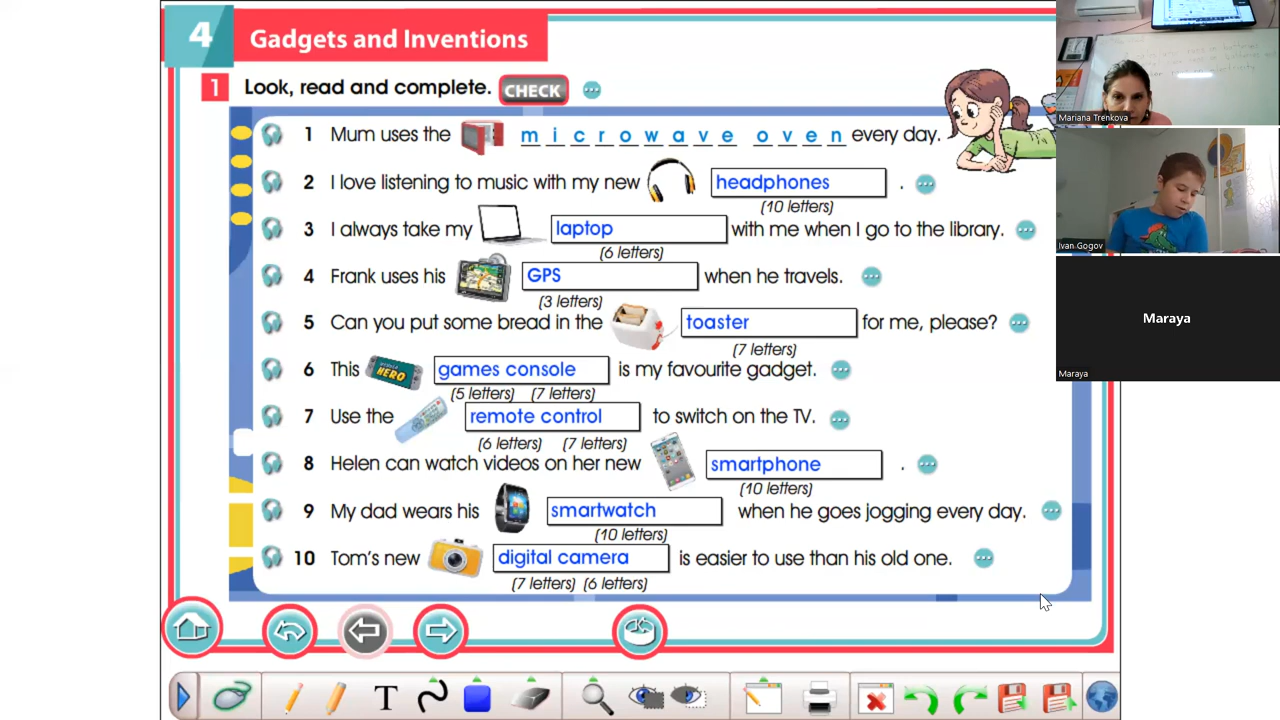 4 Gadgets and Inventions
1 Look, read and complete. CHECK
1 Mum uses the microwave oven every day.
2 I love listening to music with my new headphones .
(10 letters)
3 I always take my laptop with me when I go to the library.
(6 letters)
4 Frank uses his GPS when he travels.
(3 letters)
5 Can you put some bread in the toaster for me, please?
(7 letters)
6 This HERO games console is my favourite gadget.
(5 letters) (7 letters)
7 Use the remote control to switch on the TV.
(6 letters) (7 letters)
8 Helen can watch videos on her new smartphone .
(10 letters)
9 My dad wears his smartwatch when he goes jogging every day.
(10 letters)
10 Tom's new digital camera is easier to use than his old one.
(7 letters) (6 letters)
T
Mariana Trenkova
Ivan Gogov
Maraya
Maraya